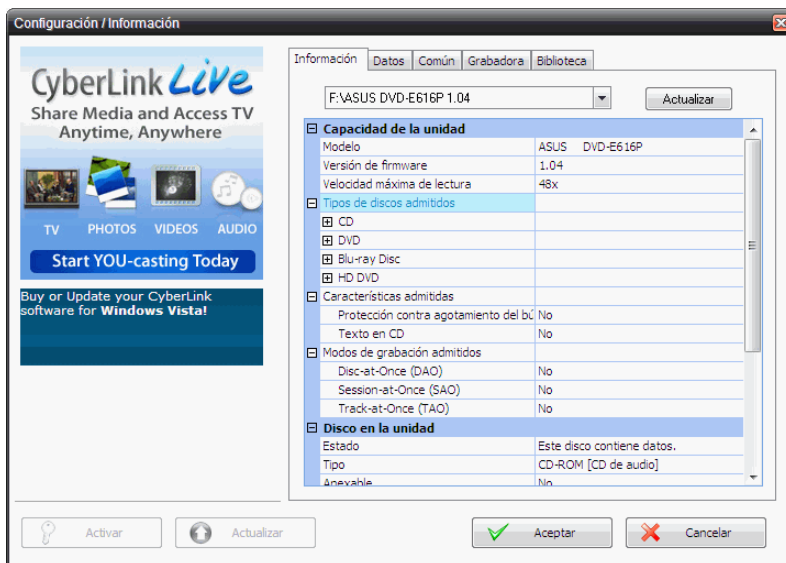 Configuración / Información
CyberLink Live
Share Media and Access TV
Anytime, Anywhere
TV PHOTOS VIDEOS AUDIO
Start YOU-casting Today
Buy or Update your CyberLink
software for Windows Vista!
Información Datos Común Grabadora Biblioteca
F:\ASUS DVD-E616P 1.04 Actualizar
Capacidad de la unidad
Modelo ASUS DVD-E616P
Versión de firmware 1.04
Velocidad máxima de lectura 48x
Tipos de discos admitidos
CD
DVD
Blu-ray Disc
HD DVD
Características admitidas
Protección contra agotamiento del bú No
Texto en CD No
Modos de grabación admitidos
Disc-at-Once (DAO) No
Session-at-Once (SAO) No
Track-at-Once (TAO) No
Disco en la unidad
Estado Este disco contiene datos.
Tipo CD-ROM [CD de audio]
Anexable No
Activar Actualizar Aceptar Cancelar